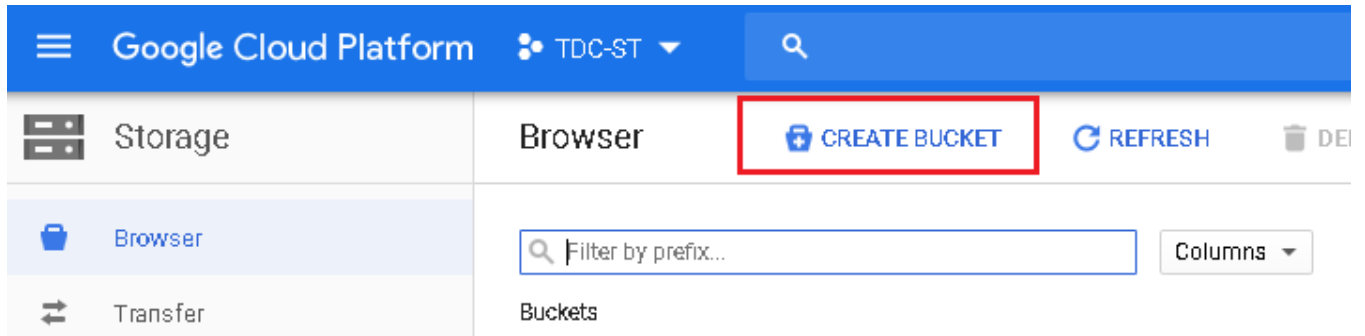 Google Cloud Platform TDC-ST
Storage Browser CREATE BUCKET REFRESH
Browser
Filter by prefix... Columns
Transfer
Buckets